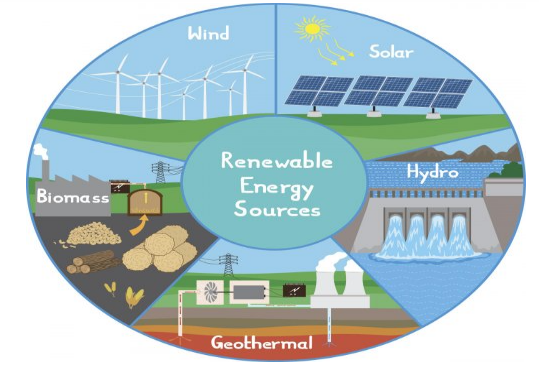 Wind
Solar
Renewable
Energy
Sources
Hydro
Biomass
Geothermal